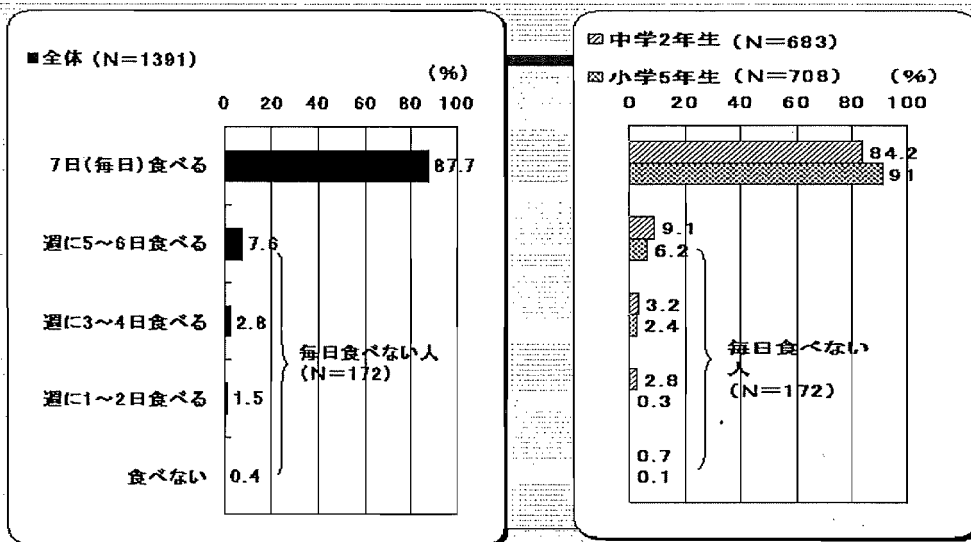 ■全体 (N=1391)
(%)
0 20 40 60 80 100
7日(毎日)食べる 87.7
週に5~6日食べる 7.6
週に3~4日食べる 2.8
週に1~2日食べる 1.5
食べない 0.4
毎日食べない人
(N=172)
中学2年生 (N=683)
小学5年生 (N=708) (%)
0 20 40 60 80 100
84.2
91
9.1
6.2
3.2
2.4
2.8
0.3
0.7
0.1
毎日食べない
人
(N=172)